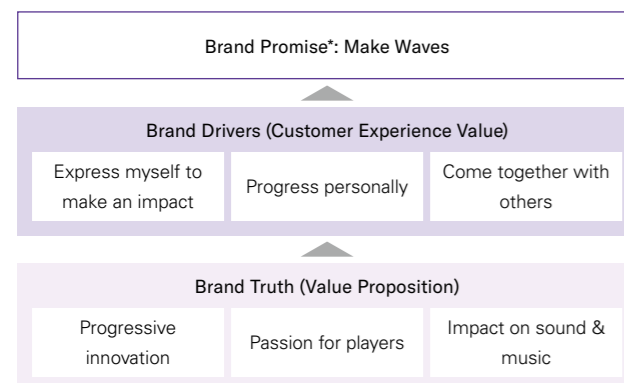 Brand Promise*: Make Waves
Brand Drivers (Customer Experience Value)
Express myself to
make an impact
Progress personally
Come together with
others
Brand Truth (Value Proposition)
Progressive
innovation
Passion for players
Impact on sound &
music